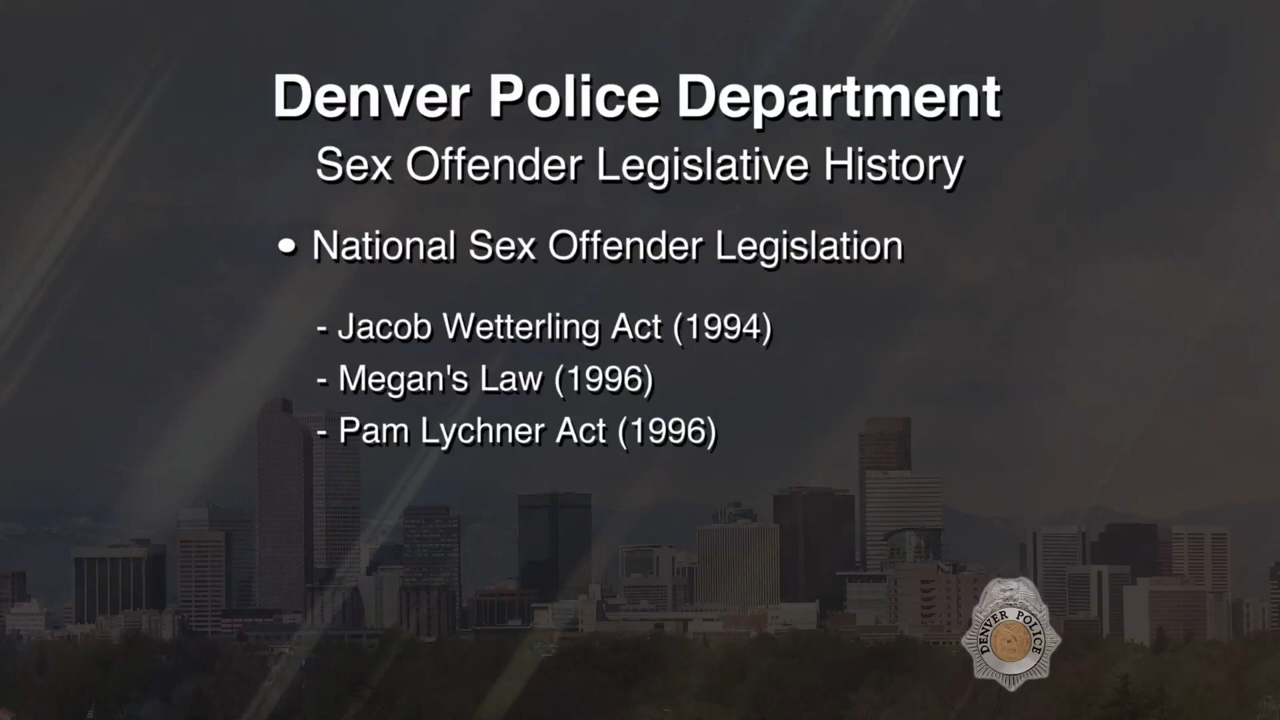 Denver Police Department
Sex Offender Legislative History
• National Sex Offender Legislation
- Jacob Wetterling Act (1994)
- Megan's Law (1996)
- Pam Lychner Act (1996)
DENVER POLICE